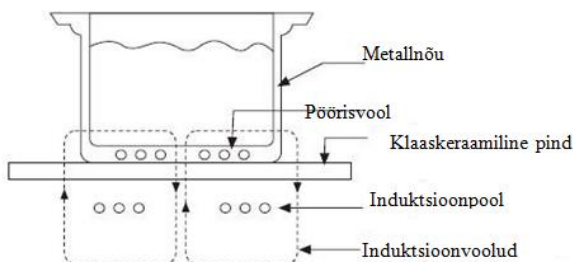 Metallnõu
Pöörisvool
Klaaskeraamiline pind
Induktsioonpool
Induktsioonvoolud